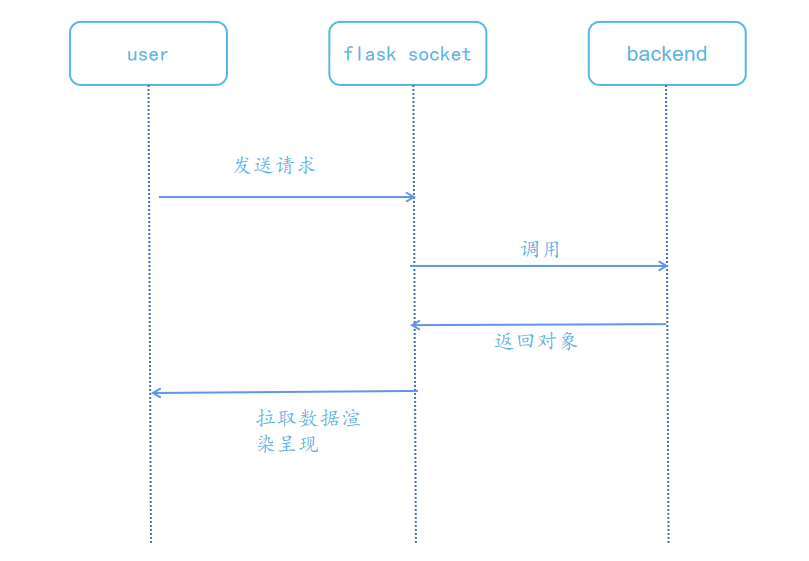 user
flask socket
backend
发送请求
调用
返回对象
拉取数据渲
染呈现